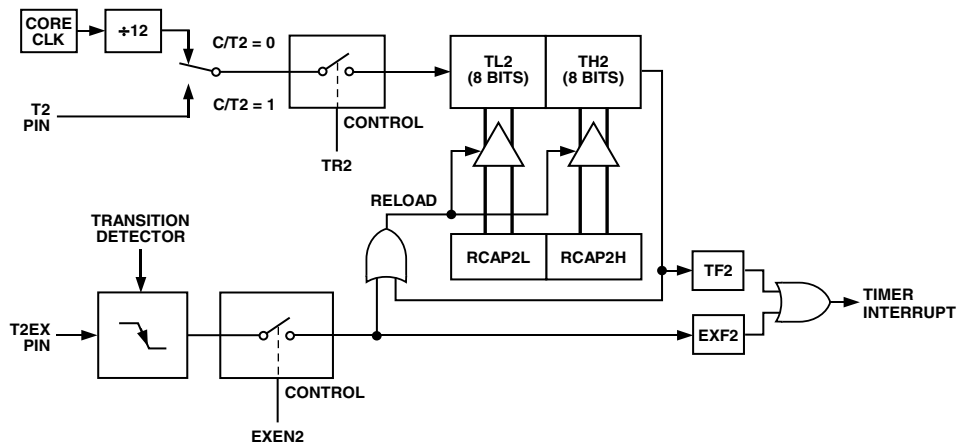 CORE
CLK
÷12
C/T2 = 0
C/T2 = 1
T2
PIN
CONTROL
TR2
TL2
(8 BITS)
TH2
(8 BITS)
RELOAD
RCAP2L
RCAP2H
TRANSITION
DETECTOR
T2EX
PIN
CONTROL
EXEN2
TF2
EXF2
TIMER
INTERRUPT